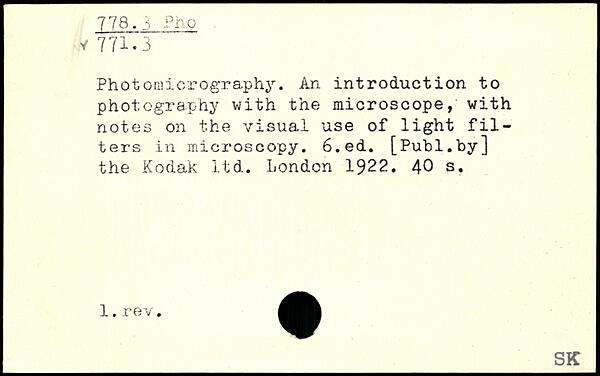 778.3 Pho
771.3
Photomicrography. An introduction to
photography with the microscope, with
notes on the visual use of light fil-
ters in microscopy. 6.ed. [Publ.by]
the Kodak ltd. London 1922. 40 s.
1.rev.
SK